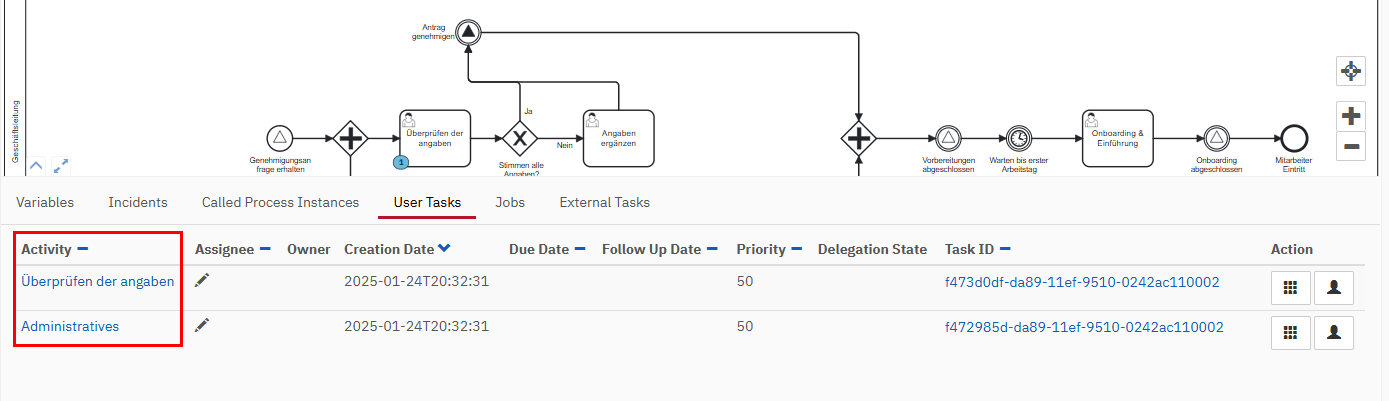 Antrag
genehmigen
Geschäftsleitung
Ja
Überprüfen der
angaben
Angaben
ergänzen
Onboarding &
Einführung
Nein
1
Genehmigungsan
frage erhalten
Stimmen alle
Angaben?
Vorbereitungen
abgeschlossen
Warten bis erster
Arbeitstag
Onboarding
abgeschlossen
Mitarbeiter
Eintritt
Variables Incidents Called Process Instances User Tasks Jobs External Tasks
Activity Assignee Owner Creation Date Due Date Follow Up Date Priority Delegation State Task ID Action
Überprüfen der angaben 2025-01-24T20:32:31 50 f473d0df-da89-11ef-9510-0242ac110002
Administratives 2025-01-24T20:32:31 50 f472985d-da89-11ef-9510-0242ac110002